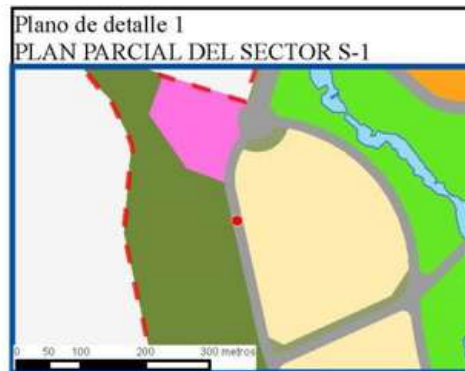 Plano de detalle 1
PLAN PARCIAL DEL SECTOR S-1
0 50 100 200 300 metros